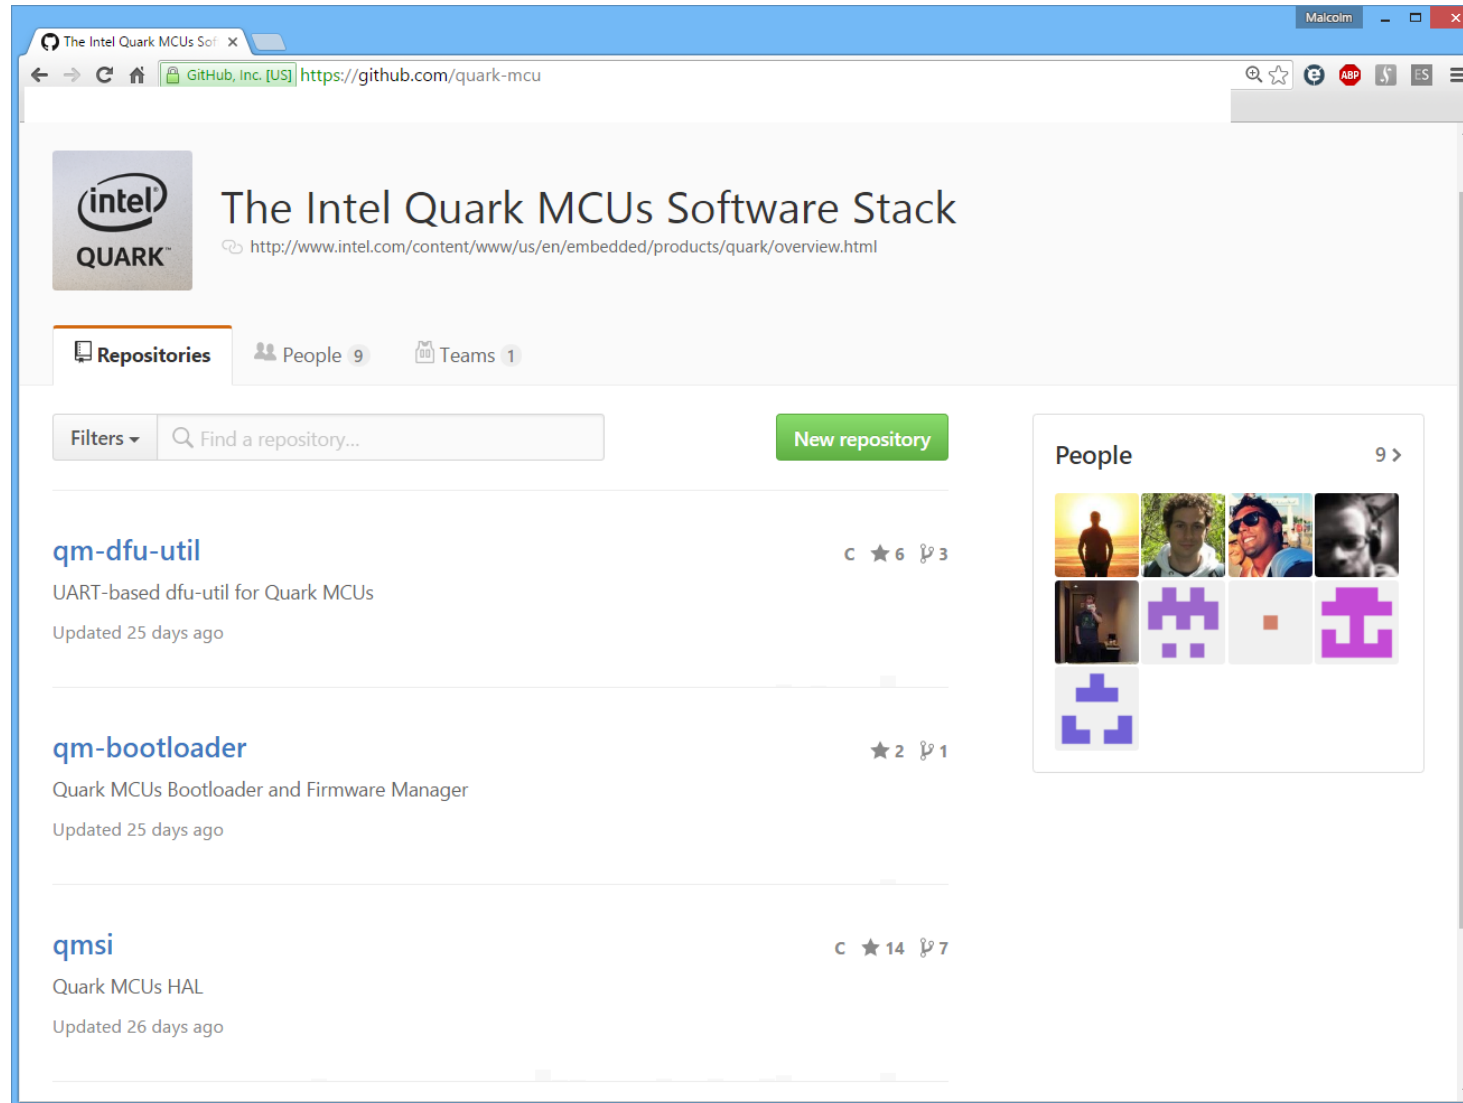 Malcolm
The Intel Quark MCUs Sof
GitHub, Inc. [US] https://github.com/quark-mcu
ABP
ES
intel
QUARK™
The Intel Quark MCUs Software Stack
http://www.intel.com/content/www/us/en/embedded/products/quark/overview.html
Repositories
People 9
Teams 1
Filters
Find a repository...
New repository
People
9
qm-dfu-util
C 6 3
UART-based dfu-util for Quark MCUs
Updated 25 days ago
qm-bootloader
2 1
Quark MCUs Bootloader and Firmware Manager
Updated 25 days ago
qmsi
C 14 7
Quark MCUs HAL
Updated 26 days ago